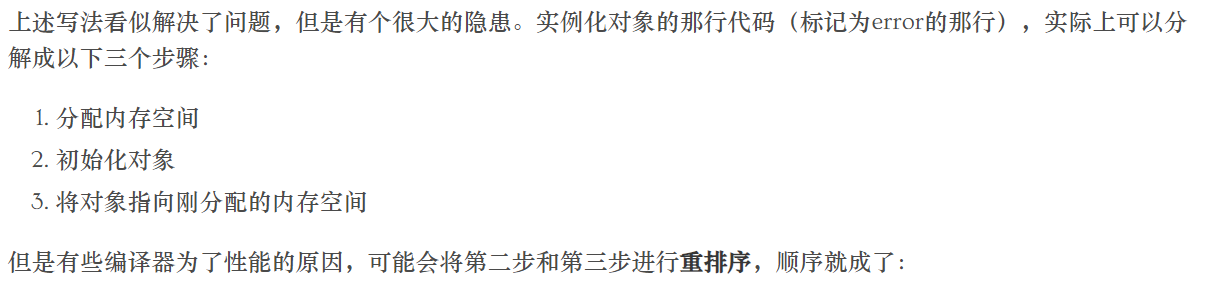 上述写法看似解决了问题，但是有个很大的隐患。实例化对象的那行代码（标记为error的那行），实际上可以分
解成以下三个步骤：
1. 分配内存空间
2. 初始化对象
3. 将对象指向刚分配的内存空间
但是有些编译器为了性能的原因，可能会将第二步和第三步进行重排序，顺序就成了：